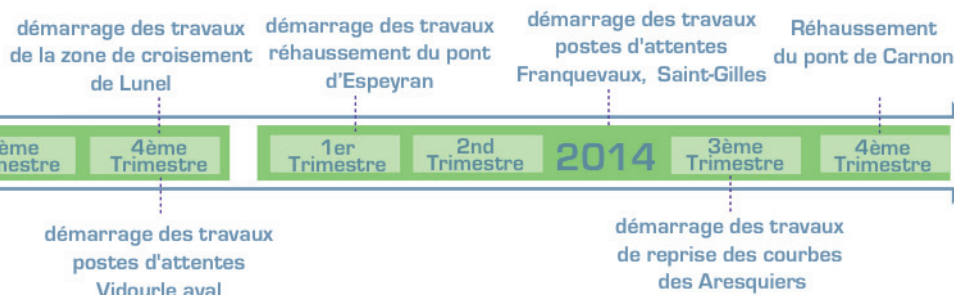 démarrage des travaux
de la zone de croisement
de Lunel
démarrage des travaux
réhaussement du pont
d'Espeyran
démarrage des travaux
postes d'attentes
Franquevaux, Saint-Gilles
Réhaussement
du pont de Carnon
4ème
Trimestre
1er
Trimestre
2nd
Trimestre
2014
3ème
Trimestre
4ème
Trimestre
démarrage des travaux
postes d'attentes
Vidourle aval
démarrage des travaux
de reprise des courbes
des Aresquiers